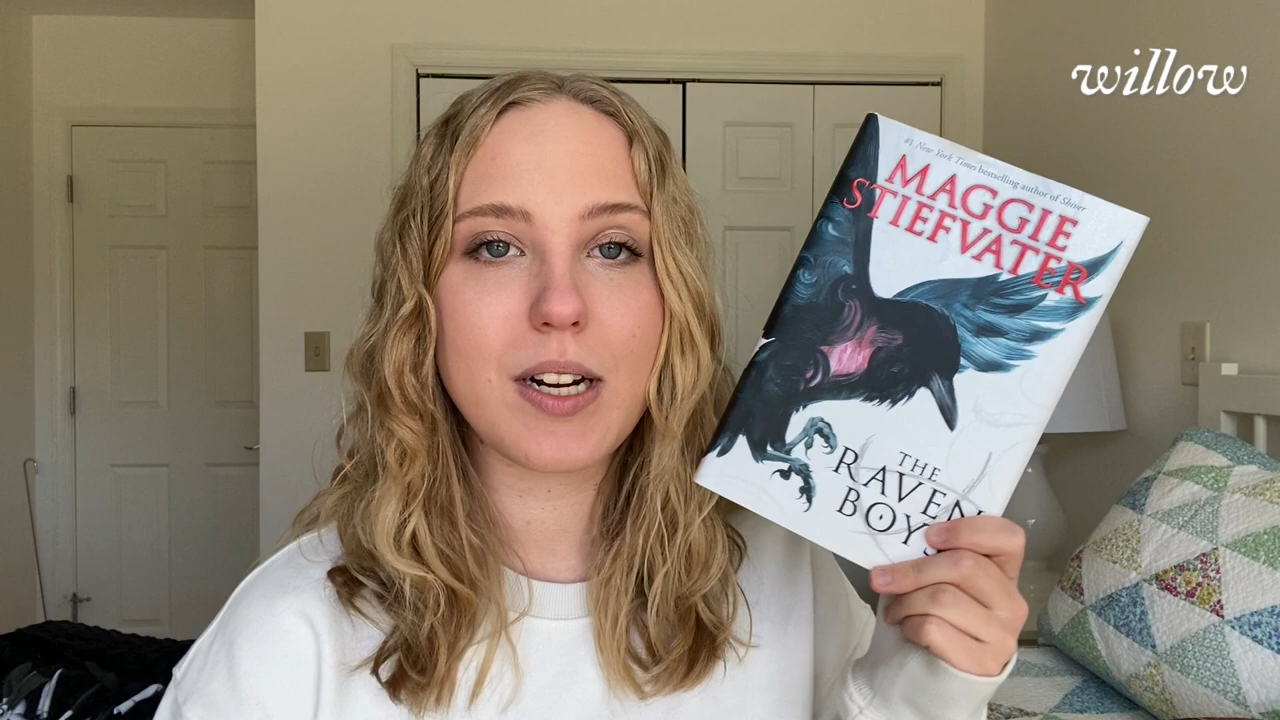 willow
#1 New York Times bestselling author of Shiver
MAGGIE
STIEFVATER
THE
RAVEN
BOYS